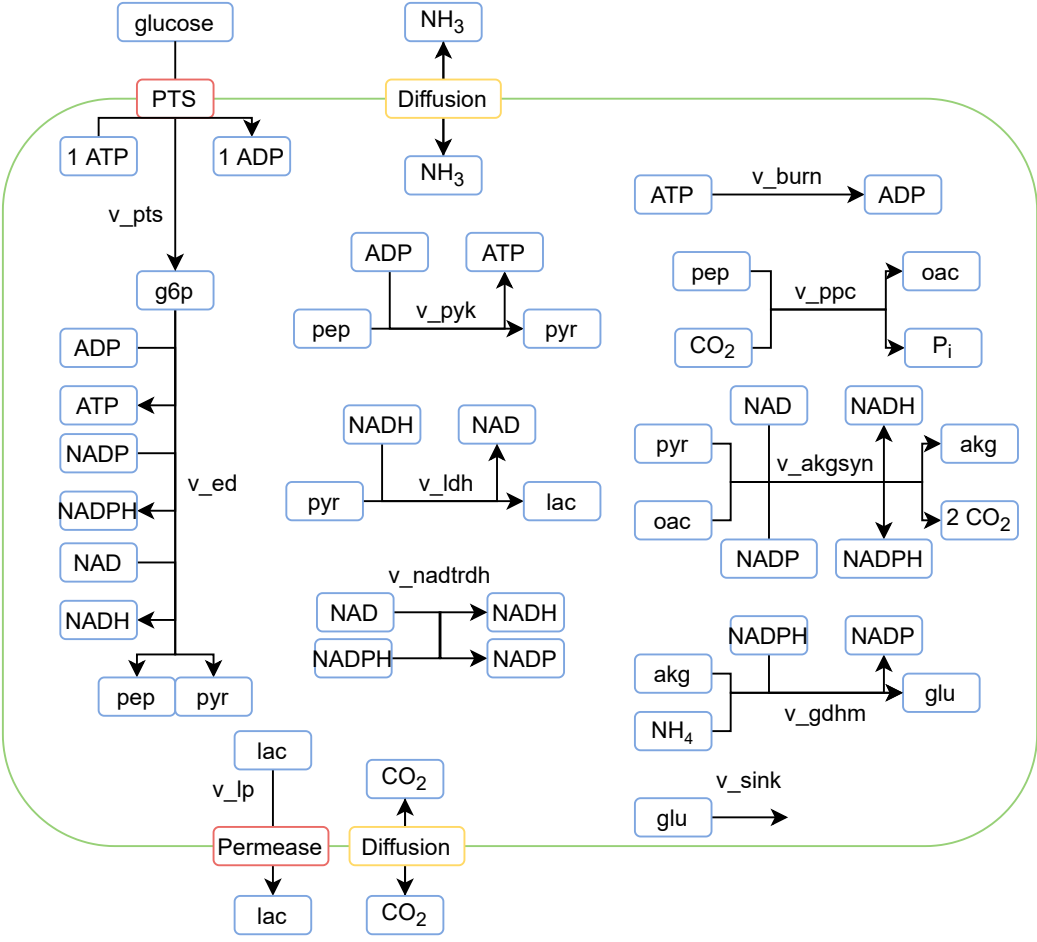 glucose
NH₃
PTS
Diffusion
1 ATP
1 ADP
NH₃
v_pts
g6p
ADP
ATP
NADP
v_ed
NADPH
NAD
NADH
pep
pyr
ADP
ATP
pep
v_pyk
pyr
NADH
NAD
pyr
v_ldh
lac
v_nadtrdh
NAD
NADH
NADPH
NADP
ATP
v_burn
ADP
pep
v_ppc
oac
CO₂
Pᵢ
NAD
NADH
pyr
v_akgsyn
akg
oac
2 CO₂
NADP
NADPH
NADPH
NADP
akg
glu
NH₄
v_gdhm
v_sink
glu
lac
v_lp
CO₂
Permease
Diffusion
lac
CO₂